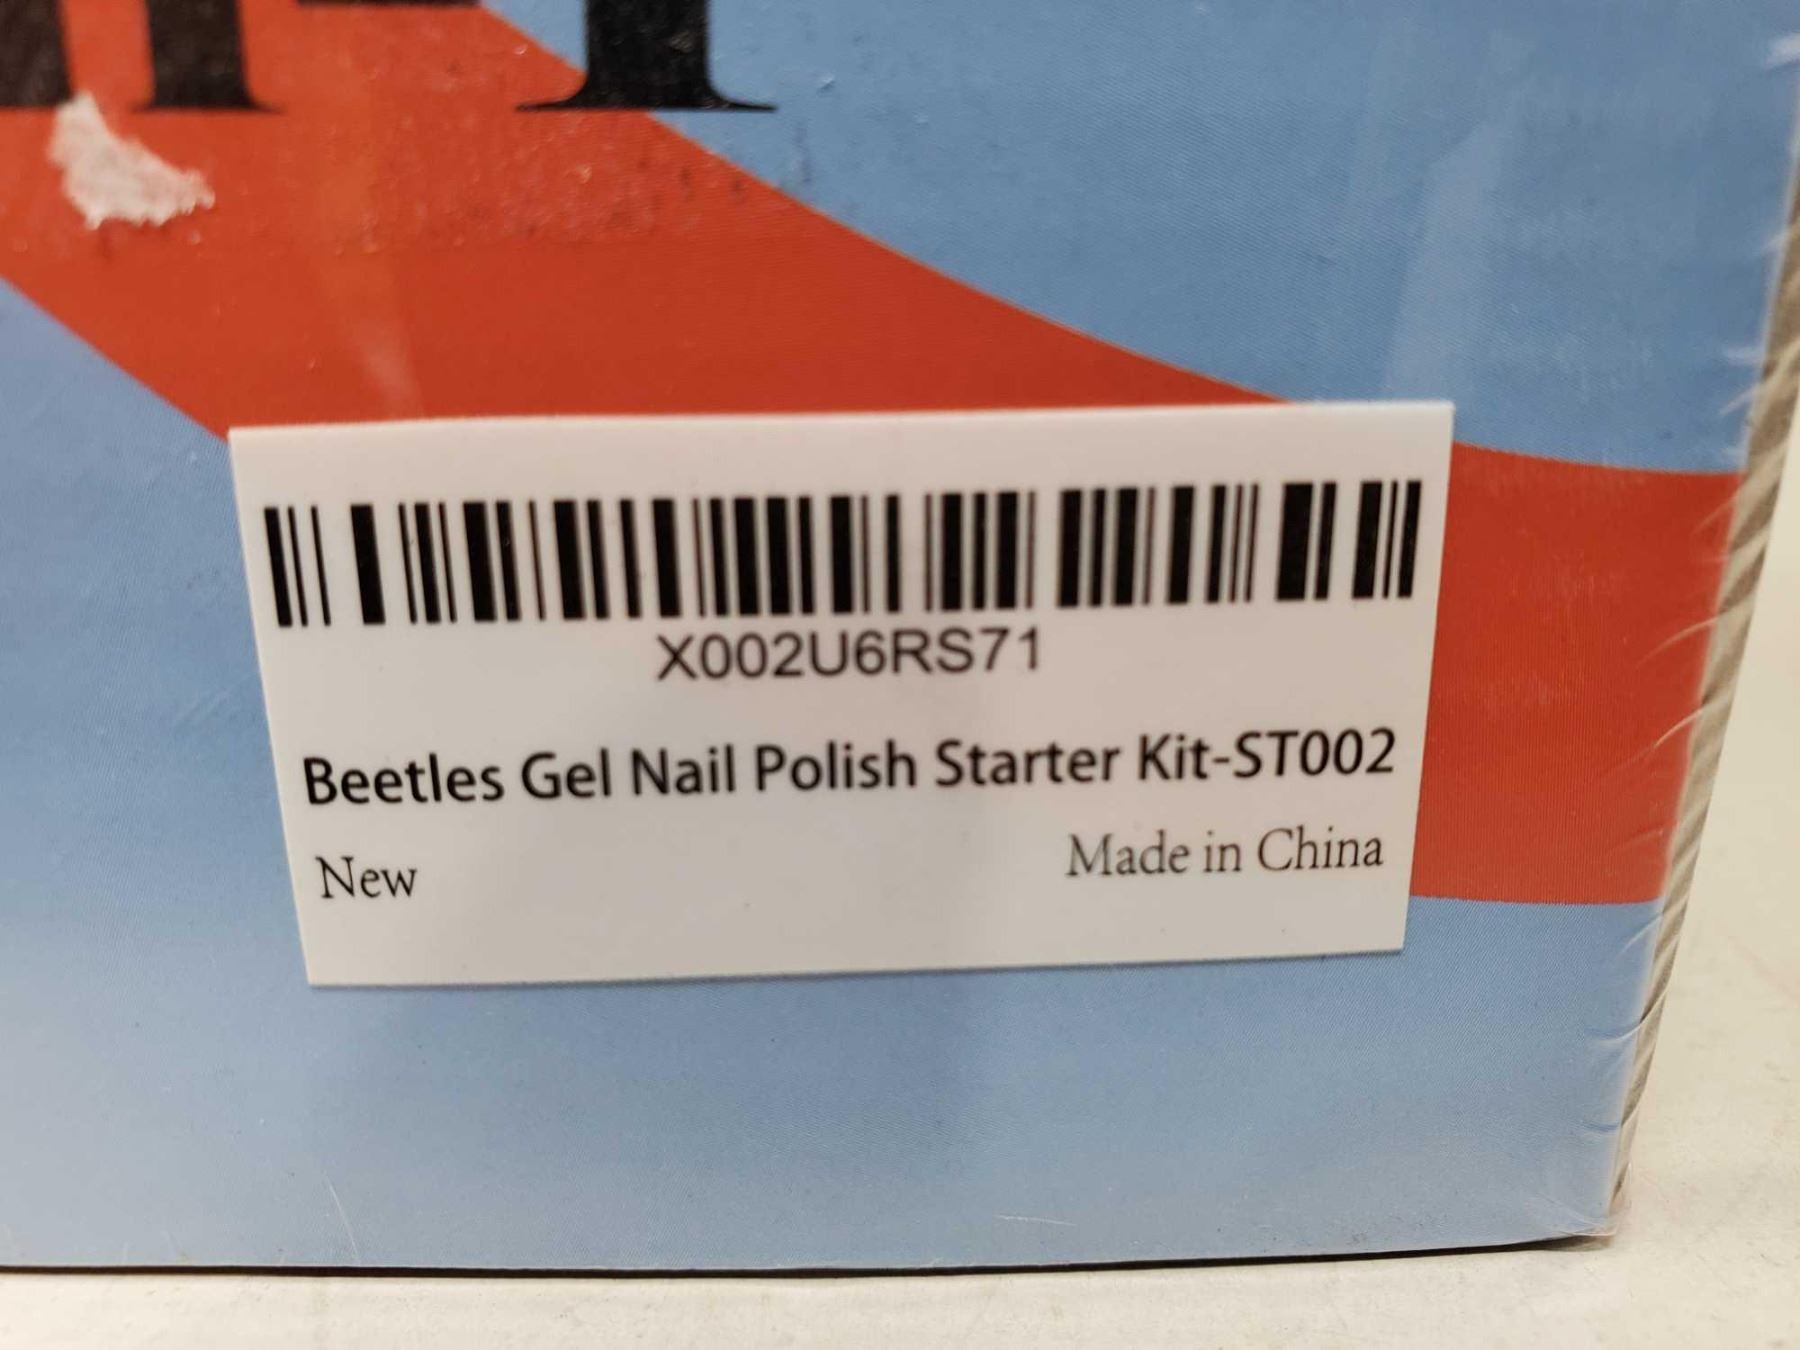 X002U6RS71
Beetles Gel Nail Polish Starter Kit-ST002
New
Made in China